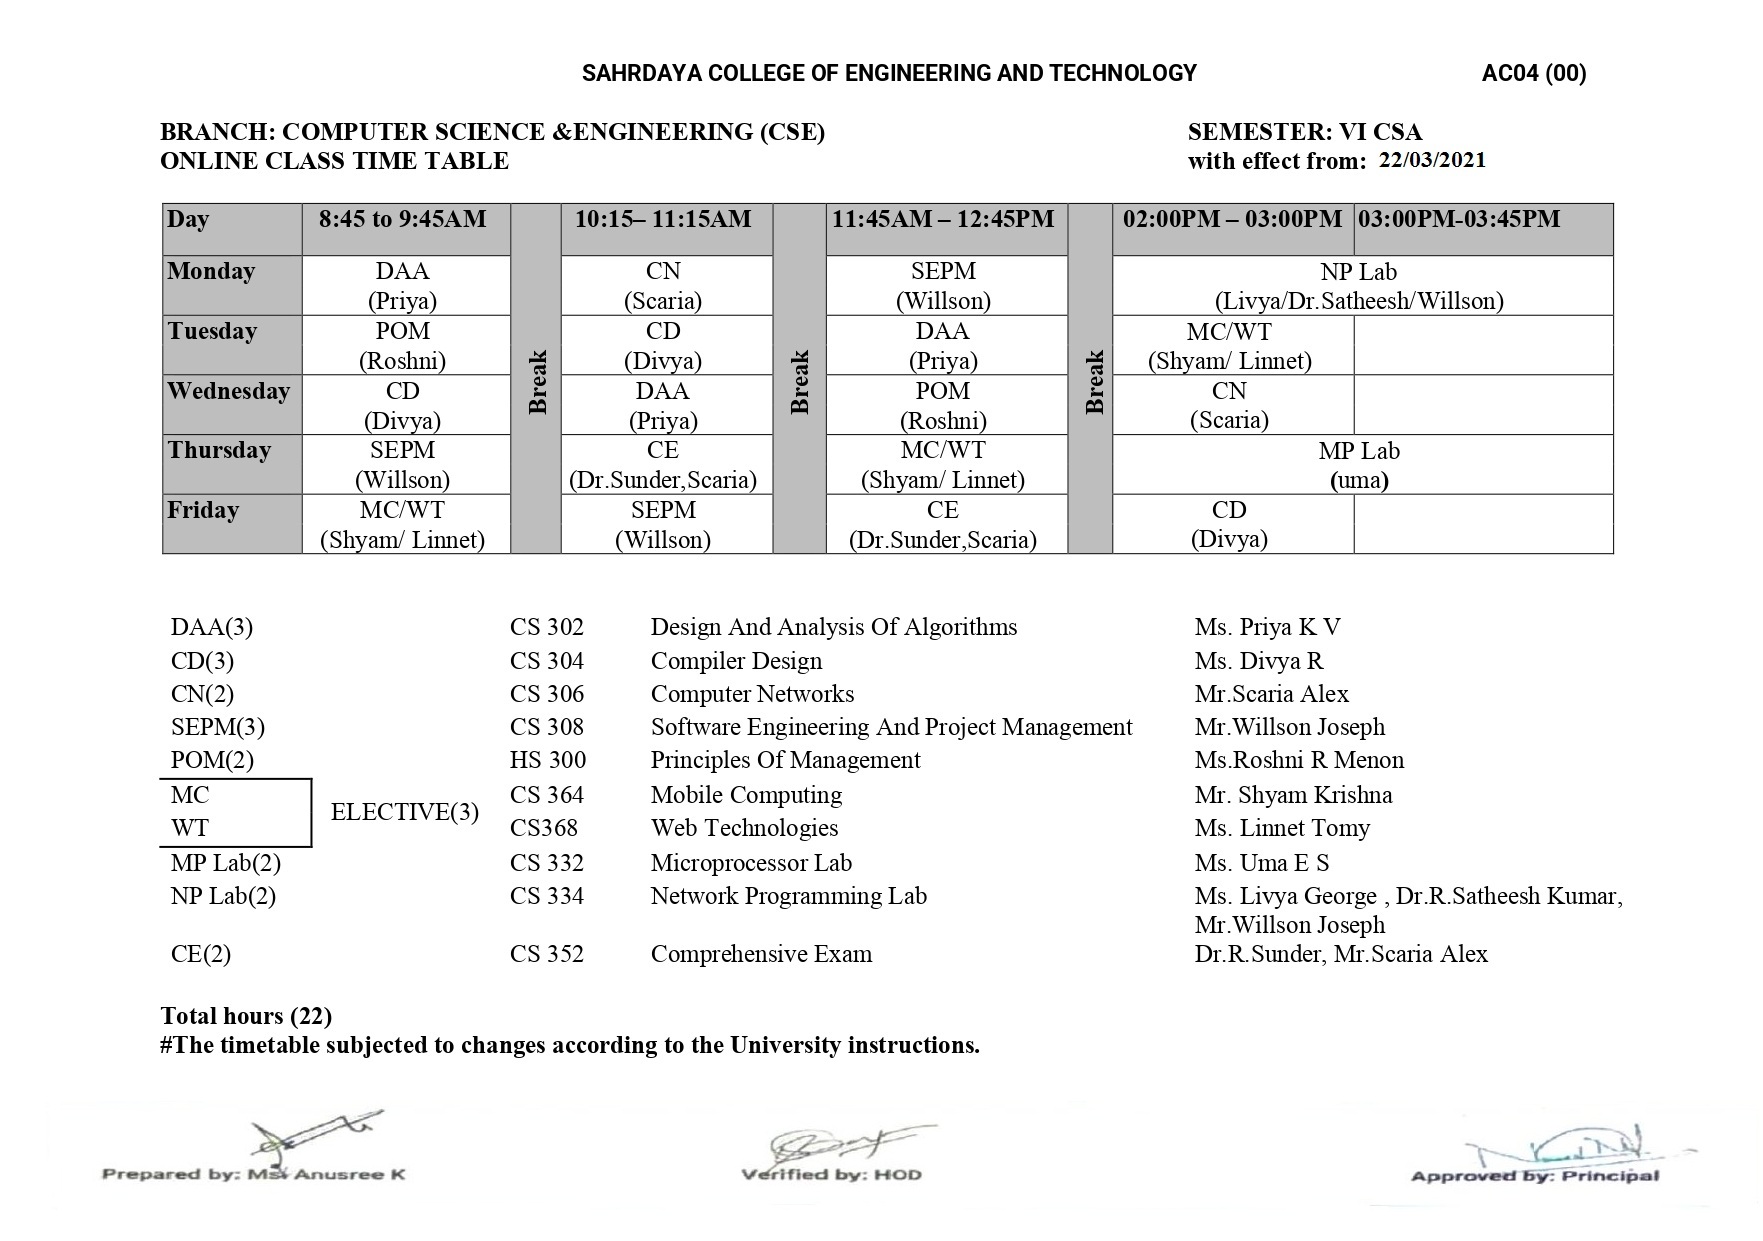 SAHRDAYA COLLEGE OF ENGINEERING AND TECHNOLOGY AC04 (00)
BRANCH: COMPUTER SCIENCE &ENGINEERING (CSE) SEMESTER: VI CSA
ONLINE CLASS TIME TABLE with effect from: 22/03/2021
Day 8:45 to 9:45AM Break 10:15– 11:15AM Break 11:45AM – 12:45PM Break 02:00PM – 03:00PM 03:00PM-03:45PM
Monday DAA CN SEPM NP Lab
(Priya) (Scaria) (Willson) (Livya/Dr.Satheesh/Willson)
Tuesday POM CD DAA MC/WT
(Roshni) (Divya) (Priya) (Shyam/ Linnet)
Wednesday CD DAA POM CN
(Divya) (Priya) (Roshni) (Scaria)
Thursday SEPM CE MC/WT MP Lab
(Willson) (Dr.Sunder,Scaria) (Shyam/ Linnet) (uma)
Friday MC/WT SEPM CE CD
(Shyam/ Linnet) (Willson) (Dr.Sunder,Scaria) (Divya)
DAA(3) CS 302 Design And Analysis Of Algorithms Ms. Priya K V
CD(3) CS 304 Compiler Design Ms. Divya R
CN(2) CS 306 Computer Networks Mr.Scaria Alex
SEPM(3) CS 308 Software Engineering And Project Management Mr.Willson Joseph
POM(2) HS 300 Principles Of Management Ms.Roshni R Menon
MC CS 364 Mobile Computing Mr. Shyam Krishna
ELECTIVE(3)
WT CS368 Web Technologies Ms. Linnet Tomy
MP Lab(2) CS 332 Microprocessor Lab Ms. Uma E S
NP Lab(2) CS 334 Network Programming Lab Ms. Livya George , Dr.R.Satheesh Kumar,
Mr.Willson Joseph
CE(2) CS 352 Comprehensive Exam Dr.R.Sunder, Mr.Scaria Alex
Total hours (22)
#The timetable subjected to changes according to the University instructions.
Prepared by: Ms. Anusree K Verified by: HOD Approved by: Principal